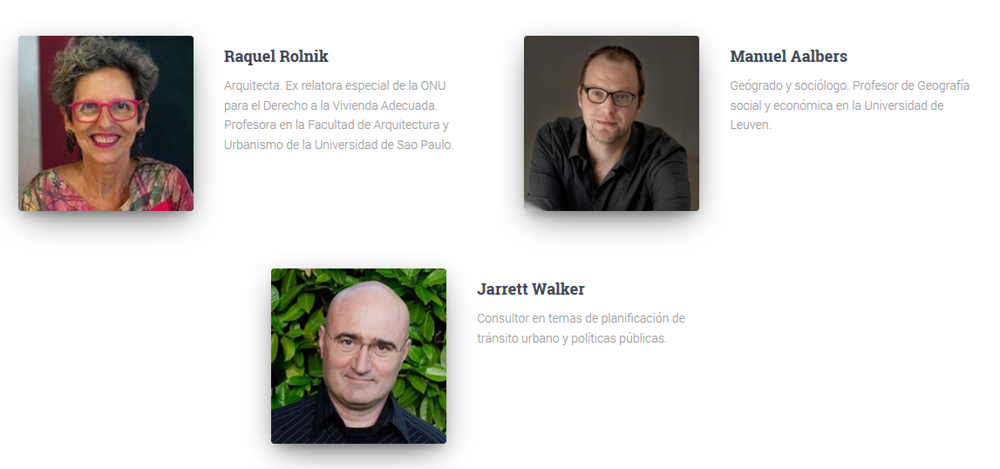 Raquel Rolnik
Arquitecta. Ex relatora especial de la ONU
para el Derecho a la Vivienda Adecuada.
Profesora en la Facultad de Arquitectura y
Urbanismo de la Universidad de Sao Paulo.
Manuel Aalbers
Geógrado y sociólogo. Profesor de Geografía
social y económica en la Universidad de
Leuven.
Jarrett Walker
Consultor en temas de planificación de
tránsito urbano y políticas públicas.